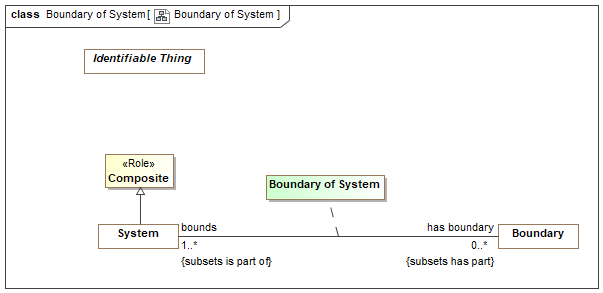 class Boundary of System[ Boundary of System ]
Identifiable Thing
«Role»
Composite
Boundary of System
System
bounds
has boundary
Boundary
1..*
0..*
{subsets is part of}
{subsets has part}